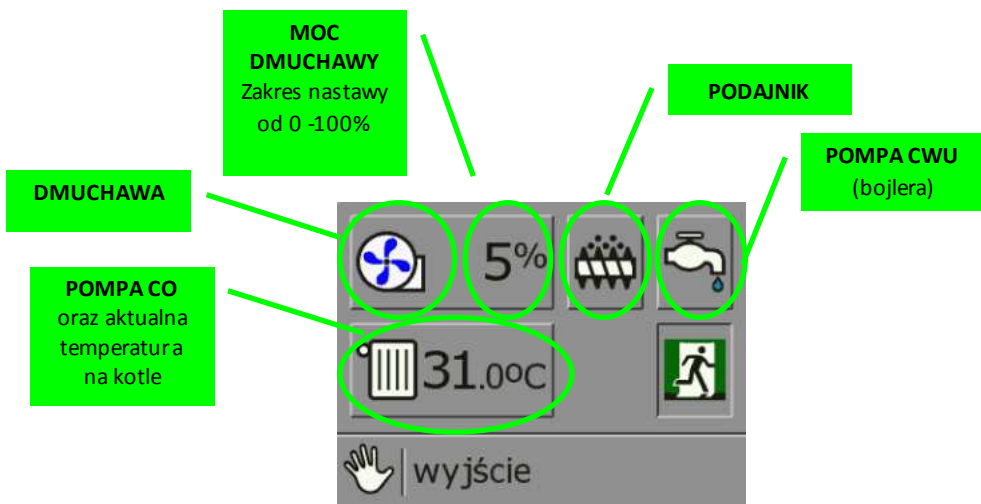 MOC
DMUCHAWY
Zakres nastawy
od 0 -100%
PODAJNIK
POMPA CWU
(bojlera)
DMUCHAWA
POMPA CO
oraz aktualna
temperatura
na kotle
5%
31.0ºC
wyjście